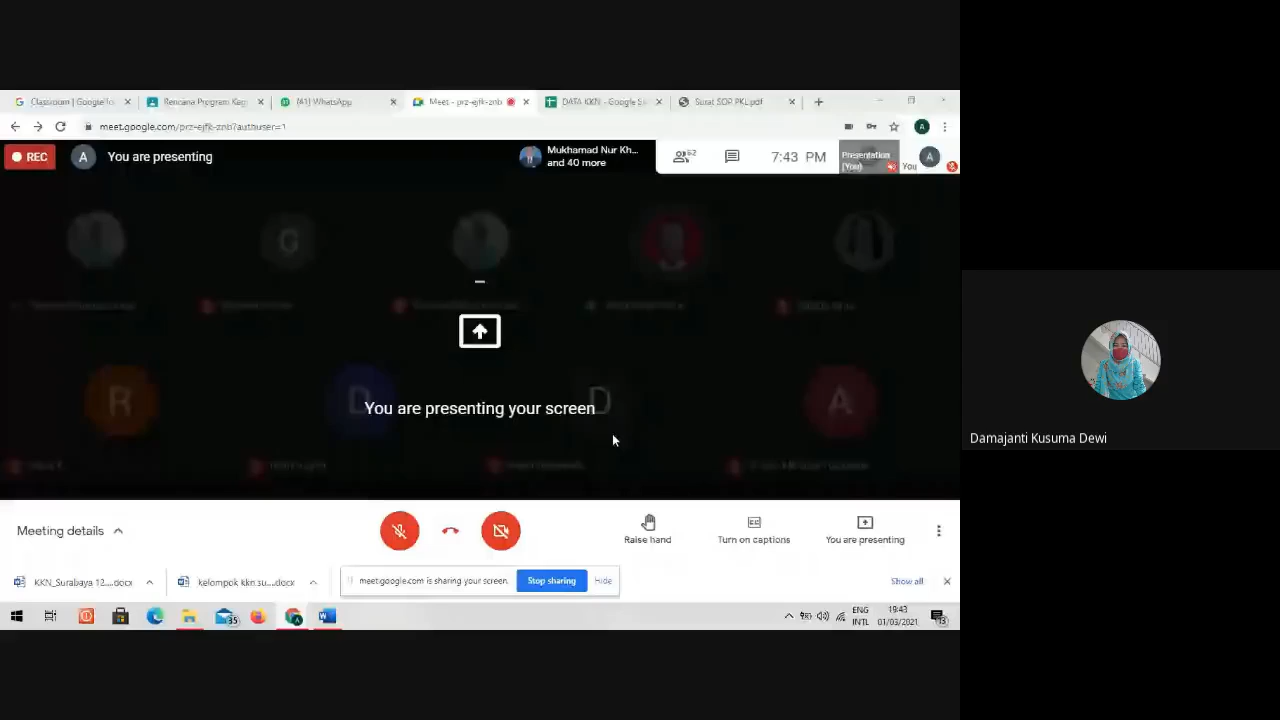 Classroom | Google fo
Rencana Program Kegi
(41) WhatsApp
Meet - prz-ejfk-znb
DATA KKN - Google S
Surat SOP PKL.pdf
meet.google.com/prz-ejfk-znb?authuser=1
REC
A
You are presenting
Mukhamad Nur Kh...
and 40 more
62
7:43 PM
Presentation
(You)
You
A
G
R
D
D
A
You are presenting your screen
Damajanti Kusuma Dewi
Meeting details
Raise hand
Turn on captions
You are presenting
KKN_Surabaya 12....docx
kelompok kkn su....docx
meet.google.com is sharing your screen.
Stop sharing
Hide
Show all
35
ENG
INTL
19:43
01/03/2021